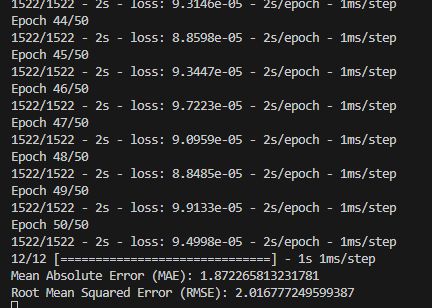 1522/1522 - 2s - loss: 9.3146e-05 - 2s/epoch - 1ms/step
Epoch 44/50
1522/1522 - 2s - loss: 8.8598e-05 - 2s/epoch - 1ms/step
Epoch 45/50
1522/1522 - 2s - loss: 9.3447e-05 - 2s/epoch - 1ms/step
Epoch 46/50
1522/1522 - 2s - loss: 9.7223e-05 - 2s/epoch - 1ms/step
Epoch 47/50
1522/1522 - 2s - loss: 9.0959e-05 - 2s/epoch - 1ms/step
Epoch 48/50
1522/1522 - 2s - loss: 8.8485e-05 - 2s/epoch - 1ms/step
Epoch 49/50
1522/1522 - 2s - loss: 9.9133e-05 - 2s/epoch - 1ms/step
Epoch 50/50
1522/1522 - 2s - loss: 9.4998e-05 - 2s/epoch - 1ms/step
12/12 [==============================] - 1s 1ms/step
Mean Absolute Error (MAE): 1.872265813231781
Root Mean Squared Error (RMSE): 2.016777249599387